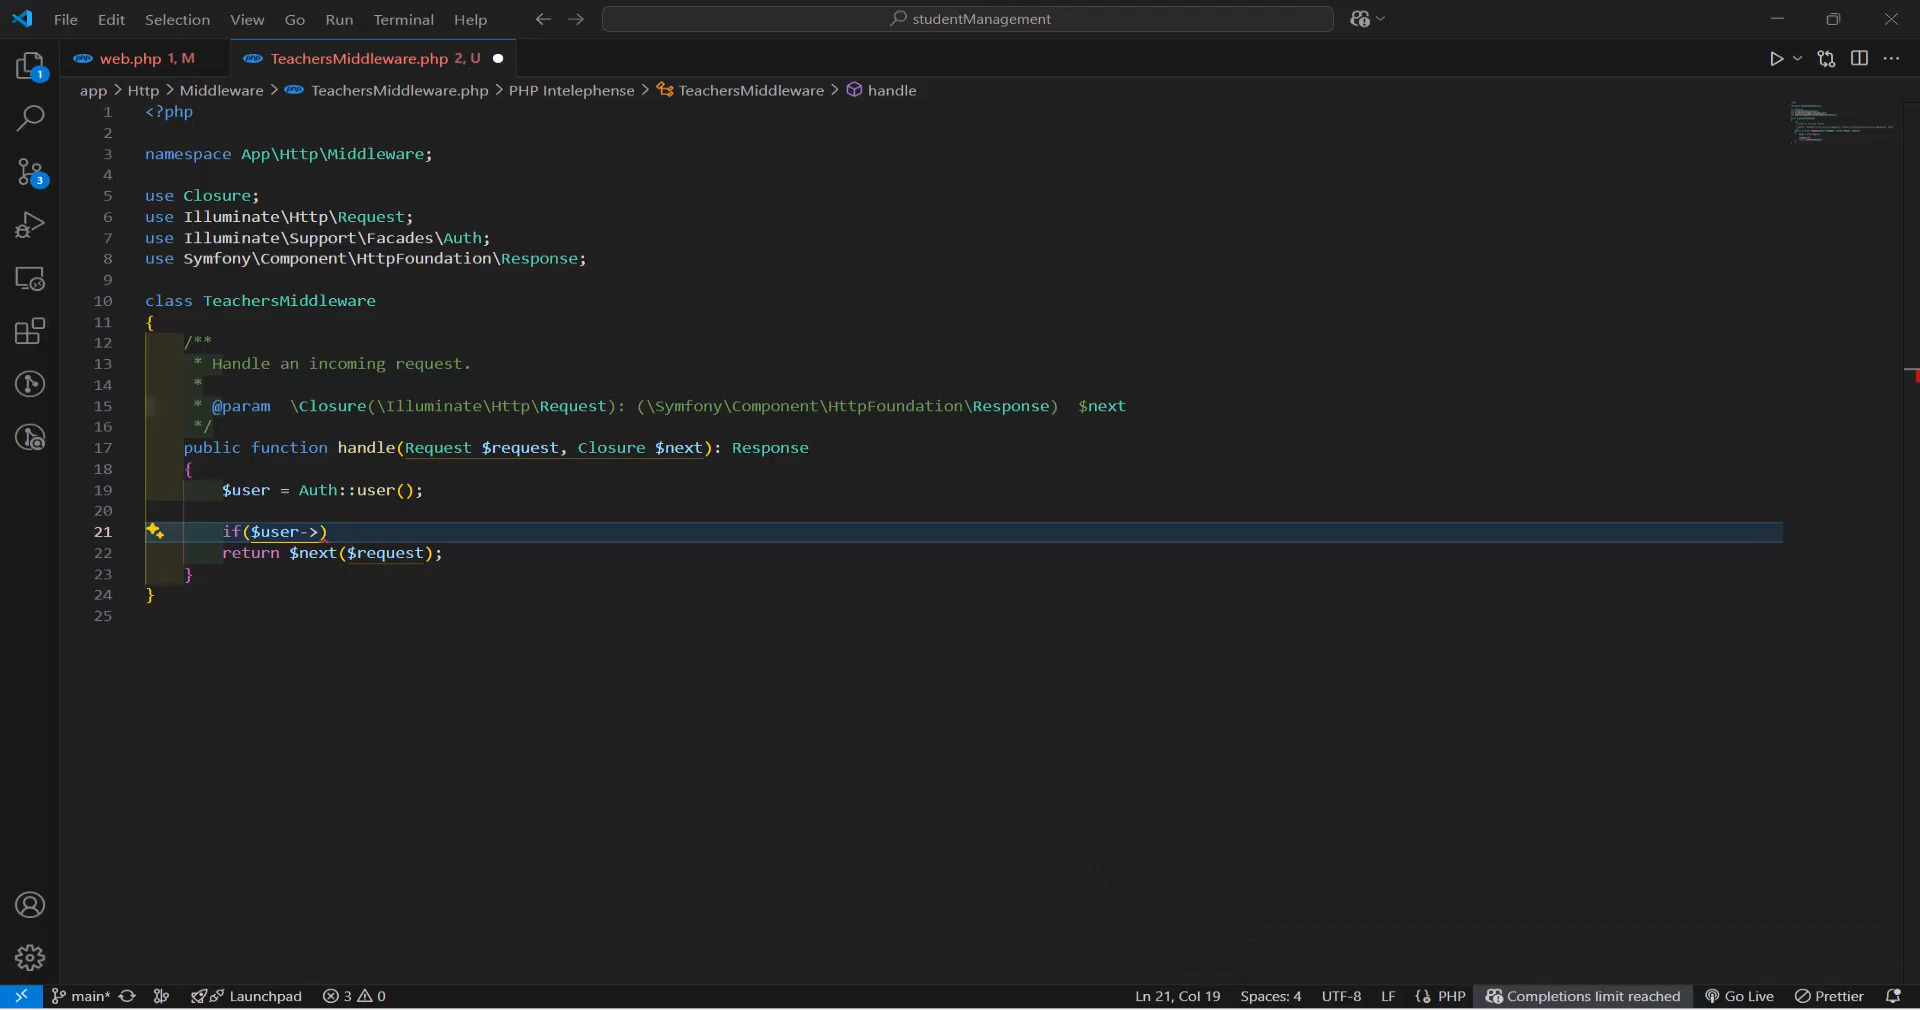 File Edit Selection View Go Run Terminal Help studentManagement
web.php 1, M TeachersMiddleware.php 2, U
app > Http > Middleware > TeachersMiddleware.php > PHP Intelephense > TeachersMiddleware > handle
1 <?php
2
3 namespace App\Http\Middleware;
4
5 use Closure;
6 use Illuminate\Http\Request;
7 use Illuminate\Support\Facades\Auth;
8 use Symfony\Component\HttpFoundation\Response;
9
10 class TeachersMiddleware
11 {
12 /**
13 * Handle an incoming request.
14 *
15 * @param  \Closure(\Illuminate\Http\Request): (\Symfony\Component\HttpFoundation\Response)  $next
16 */
17 public function handle(Request $request, Closure $next): Response
18 {
19 $user = Auth::user();
20
21 if($user->)
22 return $next($request);
23 }
24 }
25
1
3
main* Launchpad 3 0 Ln 21, Col 19 Spaces: 4 UTF-8 LF {} PHP Completions limit reached Go Live Prettier